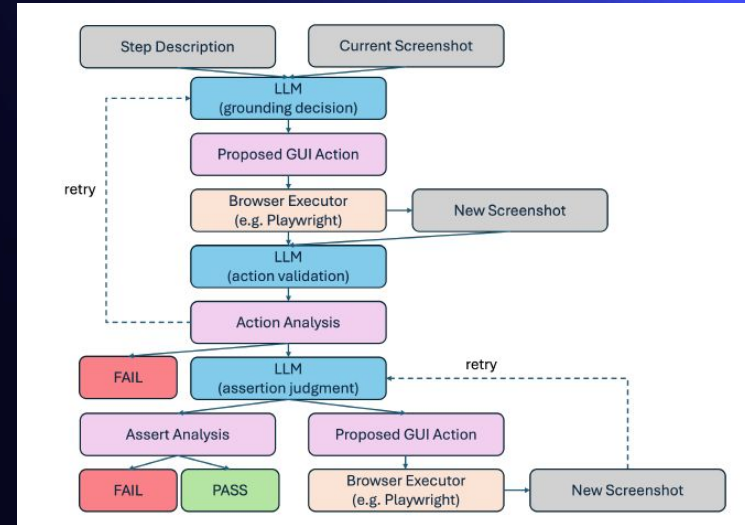 Step Description
Current Screenshot
LLM
(grounding decision)
Proposed GUI Action
retry
Browser Executor
(e.g. Playwright)
New Screenshot
LLM
(action validation)
Action Analysis
retry
FAIL
LLM
(assertion judgment)
Assert Analysis
Proposed GUI Action
FAIL
PASS
Browser Executor
(e.g. Playwright)
New Screenshot